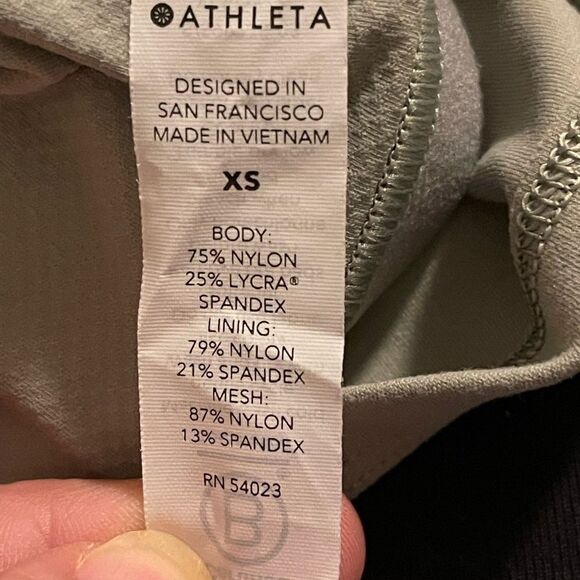 ATHLETA
DESIGNED IN
SAN FRANCISCO
MADE IN VIETNAM
XS
BODY:
75% NYLON
25% LYCRA®
SPANDEX
LINING:
79% NYLON
21% SPANDEX
MESH:
87% NYLON
13% SPANDEX
RN 54023
B